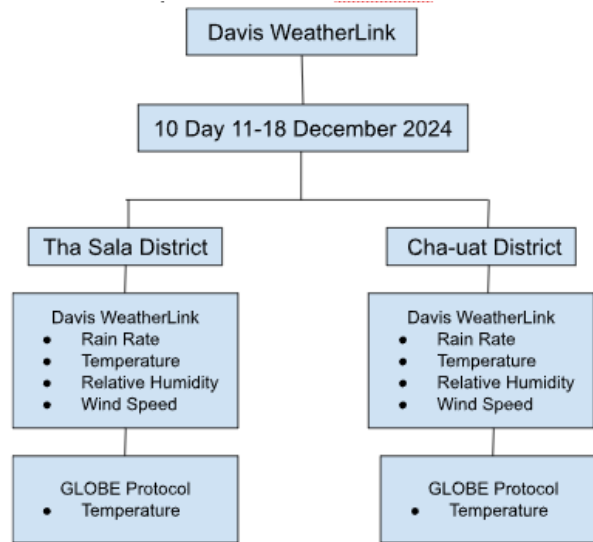 Davis WeatherLink
10 Day 11-18 December 2024
Tha Sala District
Cha-uat District
Davis WeatherLink
● Rain Rate
● Temperature
● Relative Humidity
● Wind Speed
Davis WeatherLink
● Rain Rate
● Temperature
● Relative Humidity
● Wind Speed
GLOBE Protocol
● Temperature
GLOBE Protocol
● Temperature